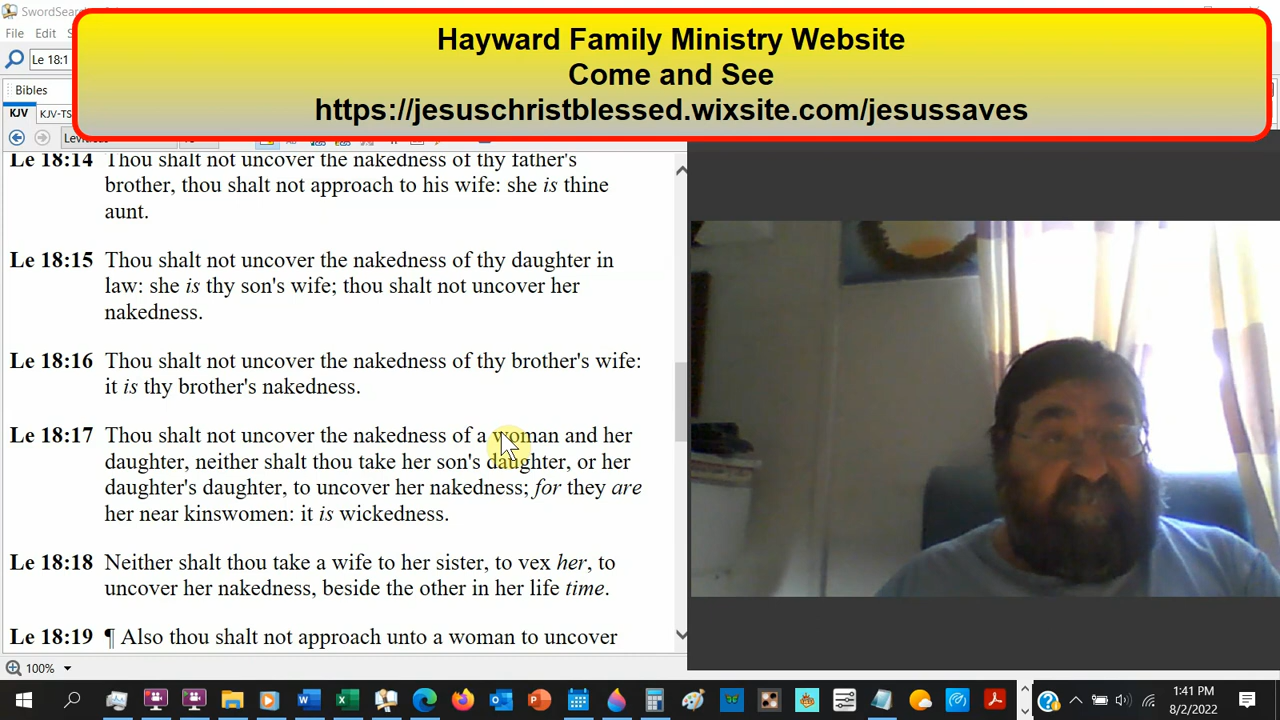 SwordSear
Hayward Family Ministry Website
Come and See
https://jesuschristblessed.wixsite.com/jesussaves
File Edit
Le 18:1
Bibles
KJV KJV-TS
Le 18:14 Thou shalt not uncover the nakedness of thy father's
brother, thou shalt not approach to his wife: she is thine
aunt.
Le 18:15 Thou shalt not uncover the nakedness of thy daughter in
law: she is thy son's wife; thou shalt not uncover her
nakedness.
Le 18:16 Thou shalt not uncover the nakedness of thy brother's wife:
it is thy brother's nakedness.
Le 18:17 Thou shalt not uncover the nakedness of a woman and her
daughter, neither shalt thou take her son's daughter, or her
daughter's daughter, to uncover her nakedness; for they are
her near kinswomen: it is wickedness.
Le 18:18 Neither shalt thou take a wife to her sister, to vex her, to
uncover her nakedness, beside the other in her life time.
Le 18:19 ¶ Also thou shalt not approach unto a woman to uncover
100%
1:41 PM
8/2/2022